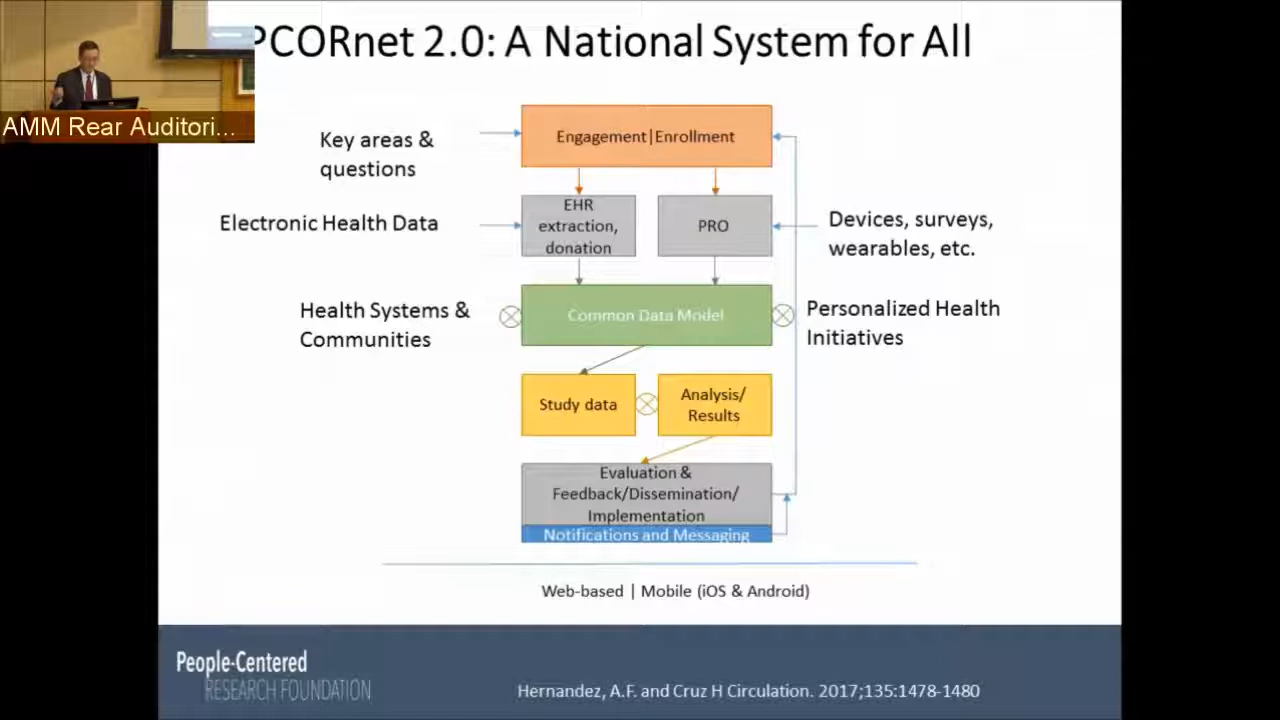 PCORnet 2.0: A National System for All
AMM Rear Auditori...
Key areas &
questions
Engagement|Enrollment
Electronic Health Data
EHR
extraction,
donation
PRO
Devices, surveys,
wearables, etc.
Health Systems &
Communities
Common Data Model
Personalized Health
Initiatives
Study data
Analysis/
Results
Evaluation &
Feedback/Dissemination/
Implementation
Notifications and Messaging
Web-based | Mobile (iOS & Android)
People-Centered
RESEARCH FOUNDATION
Hernandez, A.F. and Cruz H Circulation. 2017;135:1478-1480